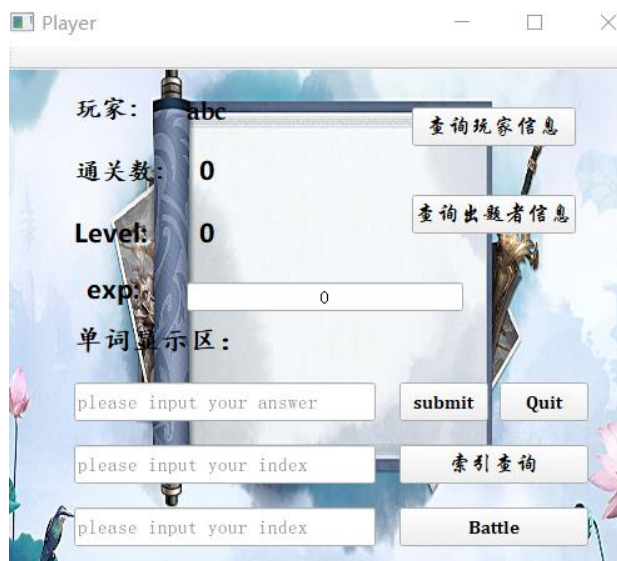 Player
玩家： abc
查询玩家信息
通关数： 0
查询出题者信息
Level: 0
exp: 0
单词显示区：
please input your answer submit Quit
please input your index 索引查询
please input your index Battle